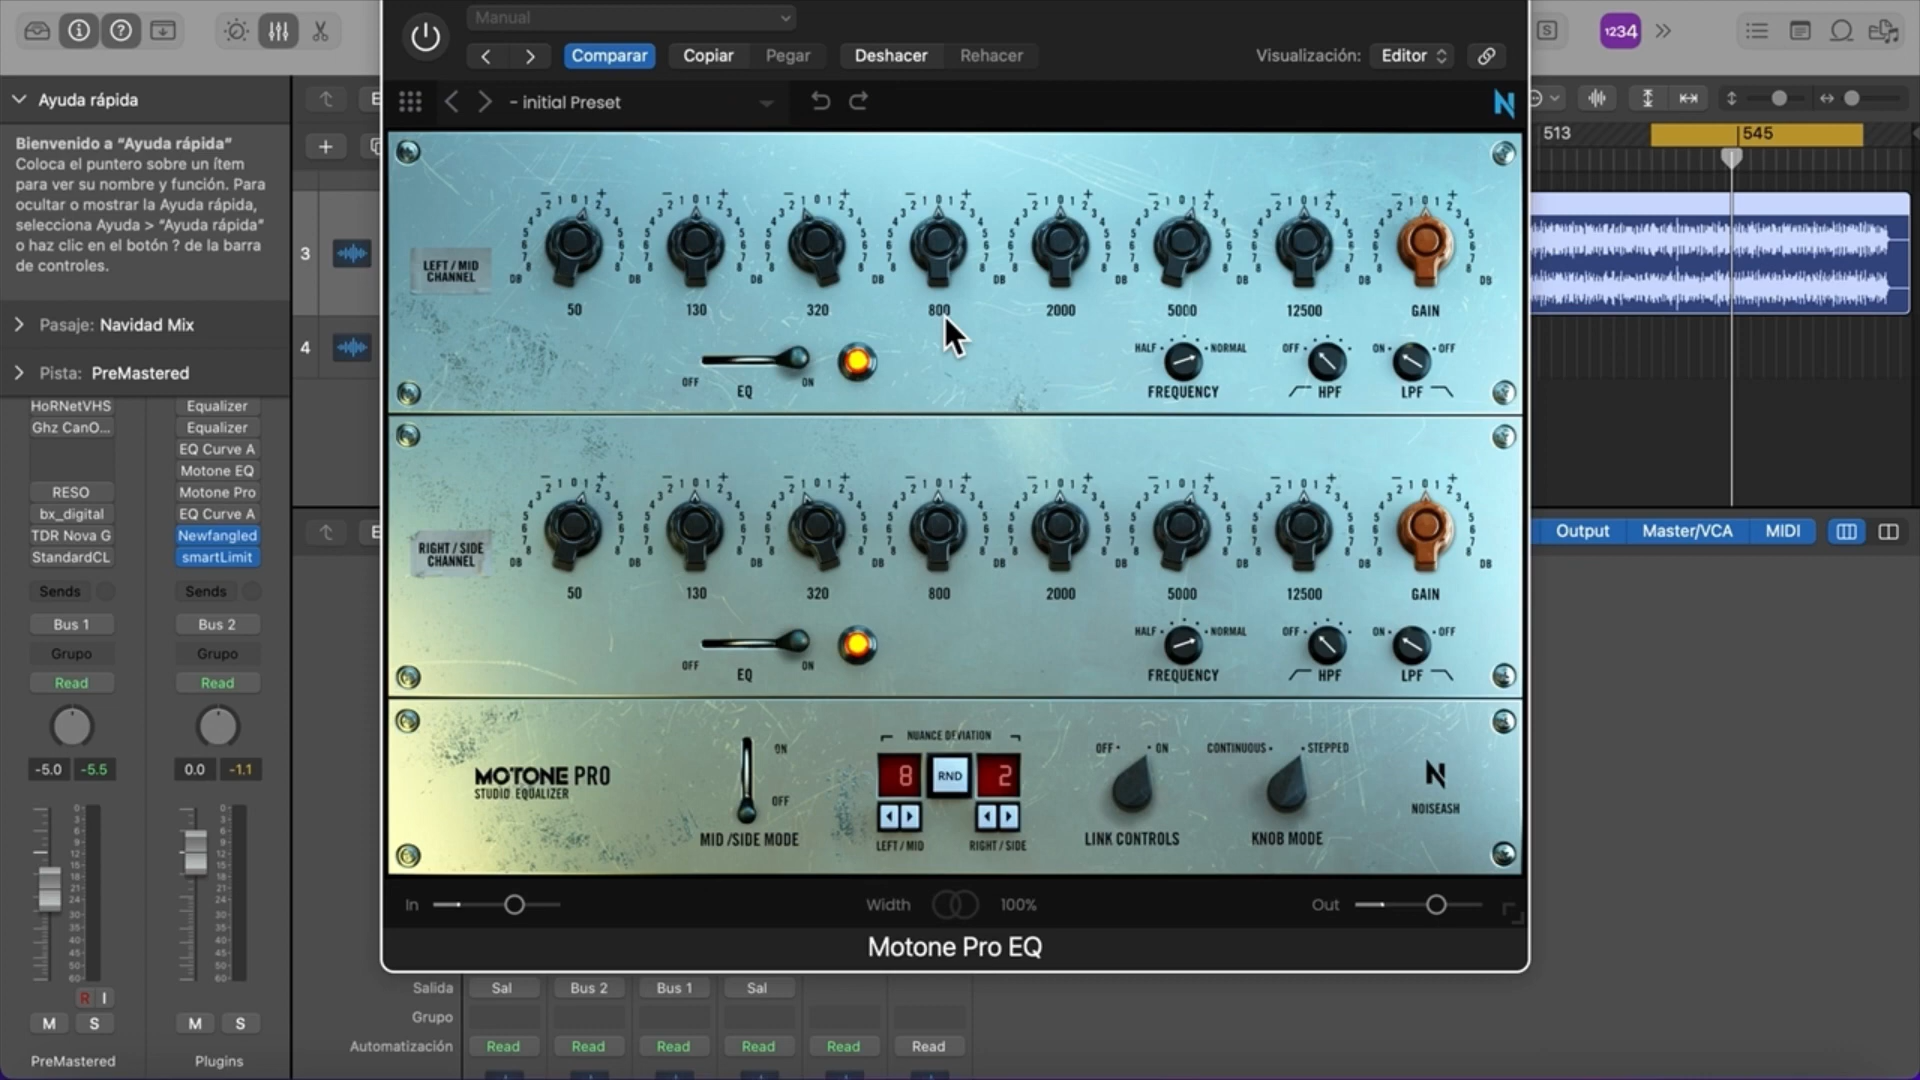 Manual
Comparar
Copiar
Pegar
Deshacer
Rehacer
Visualización:
Editor
- initial Preset
1234
S
Ayuda rápida
Bienvenido a “Ayuda rápida”
Coloca el puntero sobre un ítem
para ver su nombre y función. Para
ocultar o mostrar la Ayuda rápida,
selecciona Ayuda > “Ayuda rápida”
o haz clic en el botón ? de la barra
de controles.
Pasaje: Navidad Mix
Pista: PreMastered
3
4
513
545
LEFT / MID
CHANNEL
50
130
320
800
2000
5000
12500
GAIN
OFF
EQ
ON
HALF
NORMAL
FREQUENCY
OFF
HPF
ON
OFF
LPF
RIGHT / SIDE
CHANNEL
50
130
320
800
2000
5000
12500
GAIN
OFF
EQ
ON
HALF
NORMAL
FREQUENCY
OFF
HPF
ON
OFF
LPF
MOTONE PRO
STUDIO EQUALIZER
ON
OFF
MID /SIDE MODE
NUANCE DEVIATION
8
RND
2
LEFT / MID
RIGHT / SIDE
OFF
ON
LINK CONTROLS
CONTINUOUS
STEPPED
KNOB MODE
NOISEASH
In
Width
100%
Out
Motone Pro EQ
HoRNetVHS
Ghz CanO...
RESO
bx_digital
TDR Nova G
StandardCL
Sends
Bus 1
Grupo
Read
-5.0
-5.5
R
I
M
S
PreMastered
Equalizer
Equalizer
EQ Curve A
Motone EQ
Motone Pro
EQ Curve A
Newfangled
smartLimit
Sends
Bus 2
Grupo
Read
0.0
-1.1
M
S
Plugins
Output
Master/VCA
MIDI
Salida
Sal
Bus 2
Bus 1
Sal
Grupo
Automatización
Read
Read
Read
Read
Read
Read